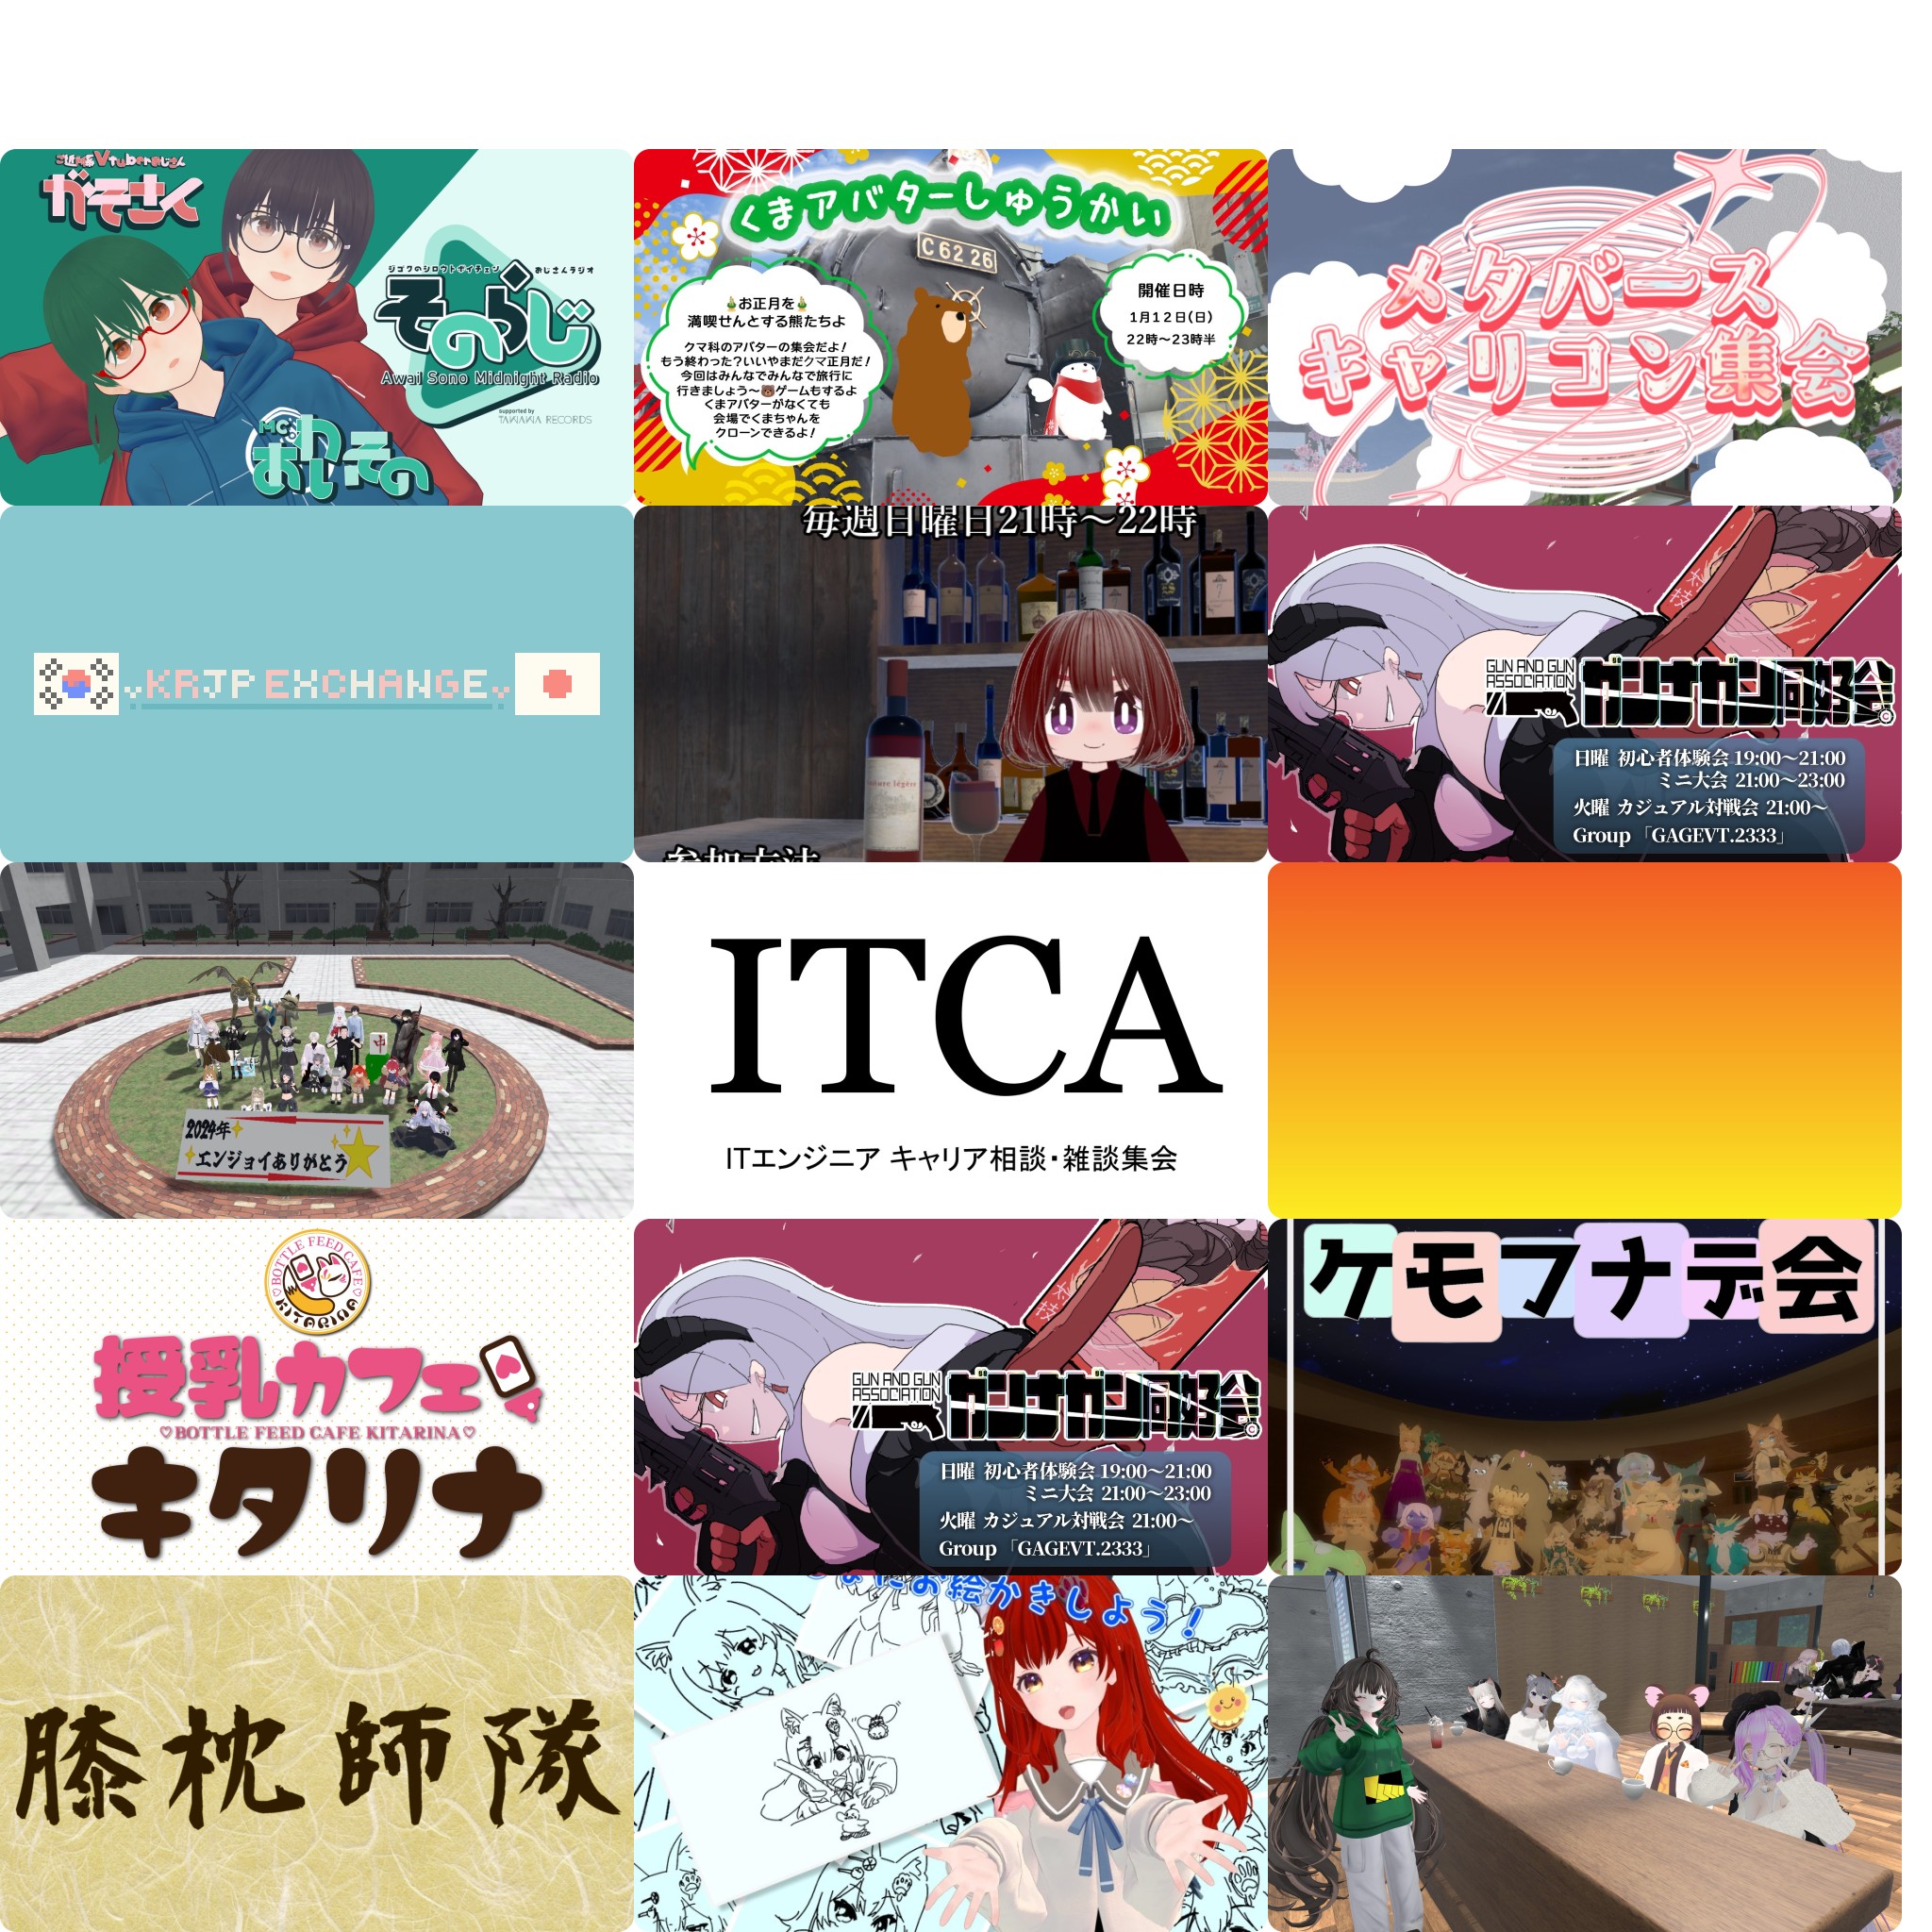 ご近所系Vtuberおじさん
がそさく
ジゴクのシロウトボイチェン おじさんラジオ
そのらじ
Awai Sono Midnight Radio
supported by
TAWAWA RECORDS
MC:
あわいその
くまアバターしゅうかい
C62 26
お正月を
満喫せんとする熊たちよ
クマ科のアバターの集会だよ!
もう終わった?いいやまだクマ正月だ!
今回はみんなでみんなで旅行に
行きましょう〜🐻ゲームもするよ
くまアバターがなくても
会場でくまちゃんを
クローンできるよ!
開催日時
1月12日(日)
22時〜23時半
メタバース
キャリコン集会
KRJP EXCHANGE
毎週日曜日21時〜22時
参加方法
GUN AND GUN
ASSOCIATION
ガンナガン同好会
日曜 初心者体験会 19:00〜21:00
ミニ大会 21:00〜23:00
火曜 カジュアル対戦会 21:00〜
Group 「GAGEVT.2333」
中
2024年
エンジョイありがとう
ITCA
ITエンジニア キャリア相談・雑談集会
BOTTLE FEED CAFE
KITARINA
授乳カフェ
♡BOTTLE FEED CAFE KITARINA♡
キタリナ
GUN AND GUN
ASSOCIATION
ガンナガン同好会
日曜 初心者体験会 19:00〜21:00
ミニ大会 21:00〜23:00
火曜 カジュアル対戦会 21:00〜
Group 「GAGEVT.2333」
ケモフナデ会
膝枕師隊
お絵かきしよう!